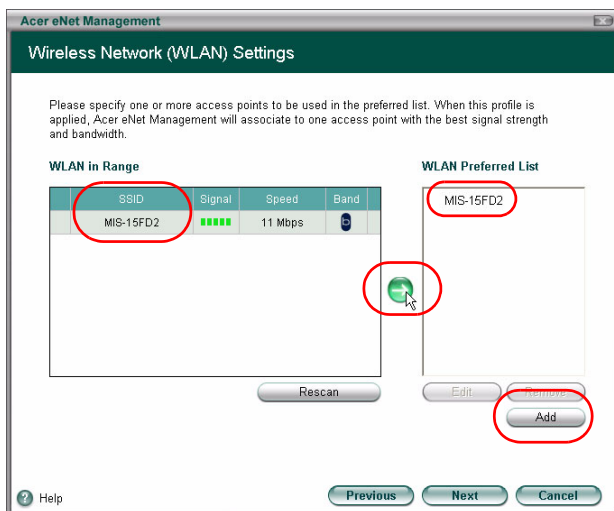 Acer eNet Management
Wireless Network (WLAN) Settings
Please specify one or more access points to be used in the preferred list. When this profile is
applied, Acer eNet Management will associate to one access point with the best signal strength
and bandwidth.
WLAN in Range
SSID Signal Speed Band
MIS-15FD2 11 Mbps b
Rescan
WLAN Preferred List
MIS-15FD2
Edit Remove
Add
? Help
Previous Next Cancel